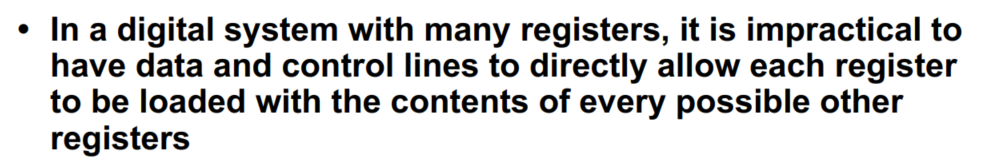 • In a digital system with many registers, it is impractical to
have data and control lines to directly allow each register
to be loaded with the contents of every possible other
registers